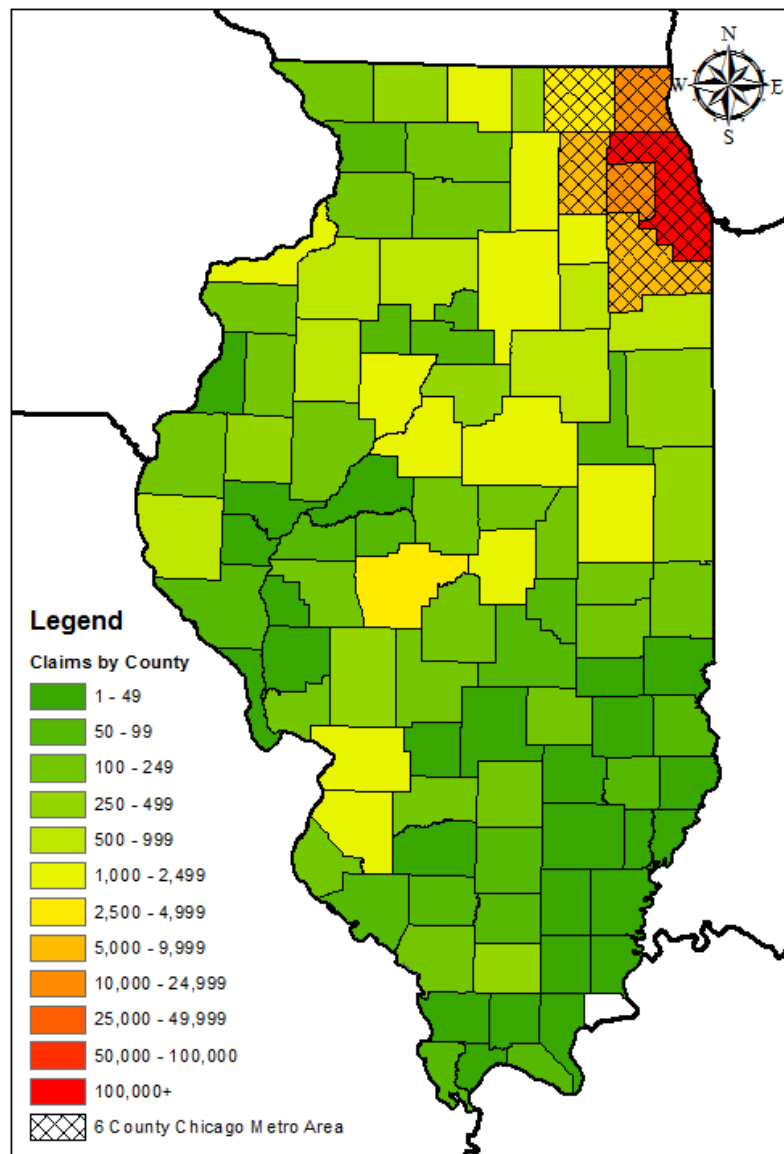 N
W E
S
Legend
Claims by County
1 - 49
50 - 99
100 - 249
250 - 499
500 - 999
1,000 - 2,499
2,500 - 4,999
5,000 - 9,999
10,000 - 24,999
25,000 - 49,999
50,000 - 100,000
100,000+
6 County Chicago Metro Area